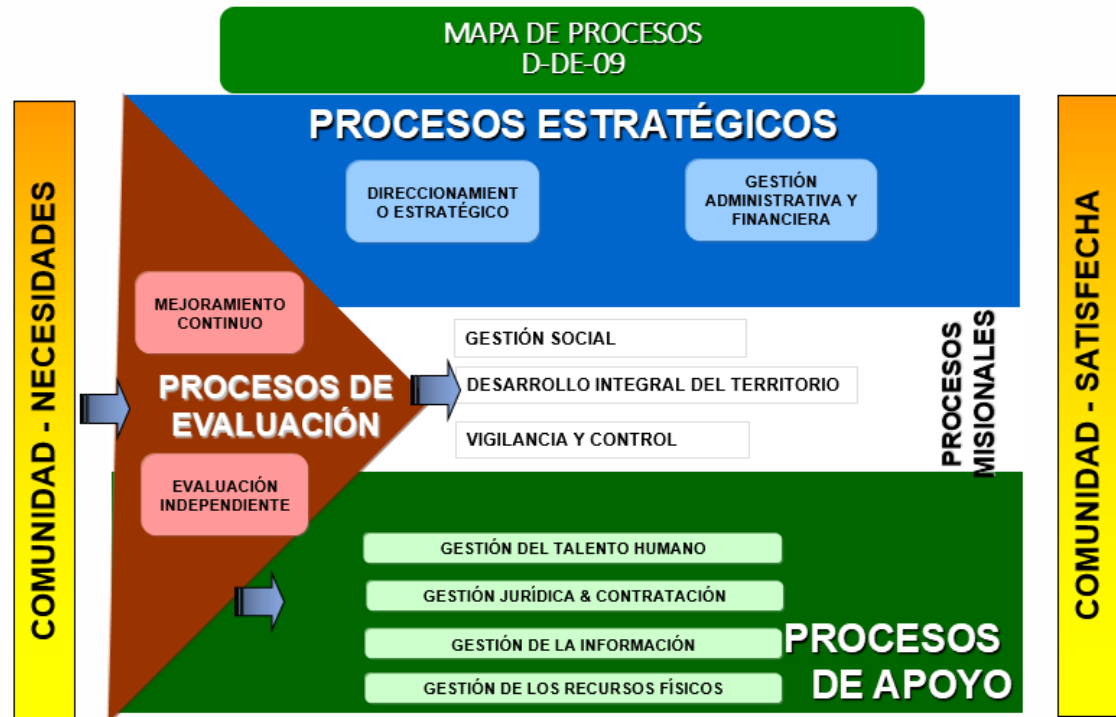 MAPA DE PROCESOS
D-DE-09
COMUNIDAD - NECESIDADES
PROCESOS ESTRATÉGICOS
DIRECCIONAMIENT
O ESTRATÉGICO
GESTIÓN
ADMINISTRATIVA Y
FINANCIERA
MEJORAMIENTO
CONTINUO
PROCESOS DE
EVALUACIÓN
EVALUACIÓN
INDEPENDIENTE
GESTIÓN SOCIAL
DESARROLLO INTEGRAL DEL TERRITORIO
VIGILANCIA Y CONTROL
PROCESOS
MISIONALES
GESTIÓN DEL TALENTO HUMANO
GESTIÓN JURÍDICA & CONTRATACIÓN
GESTIÓN DE LA INFORMACIÓN
GESTIÓN DE LOS RECURSOS FÍSICOS
PROCESOS
DE APOYO
COMUNIDAD - SATISFECHA